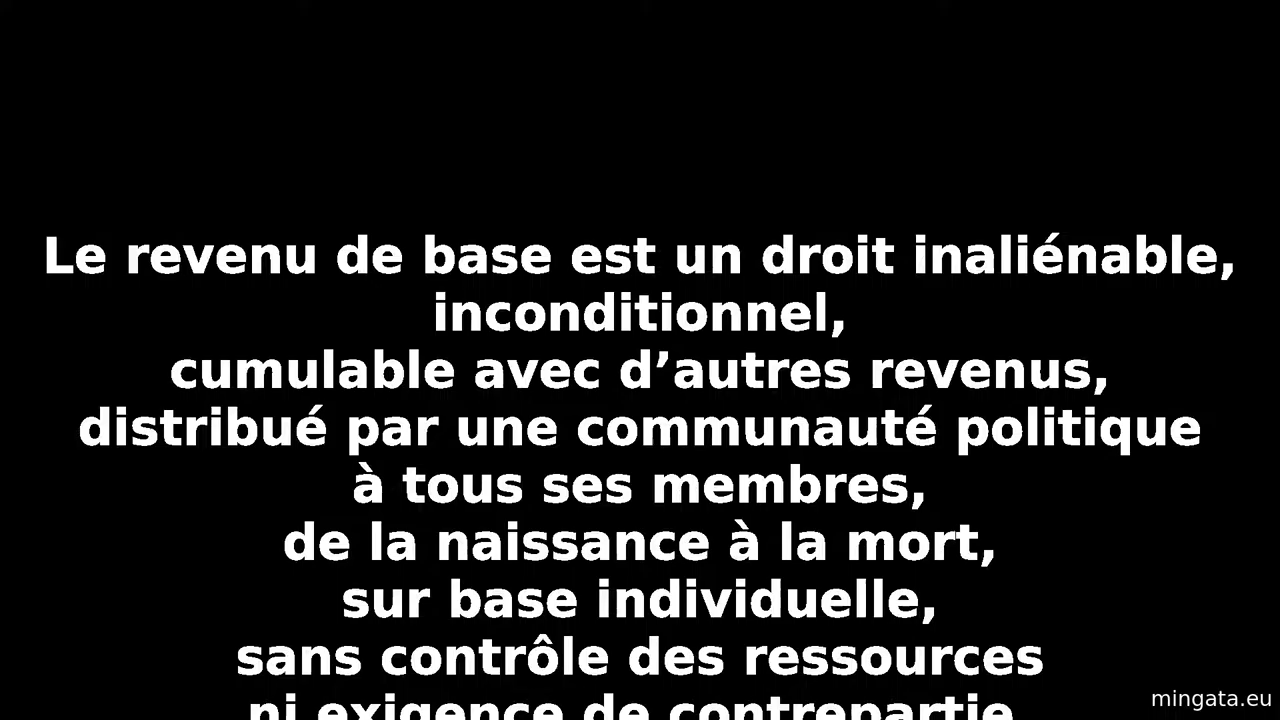 Le revenu de base est un droit inaliénable,
inconditionnel,
cumulable avec d’autres revenus,
distribué par une communauté politique
à tous ses membres,
de la naissance à la mort,
sur base individuelle,
sans contrôle des ressources
ni exigence de contrepartie
mingata.eu